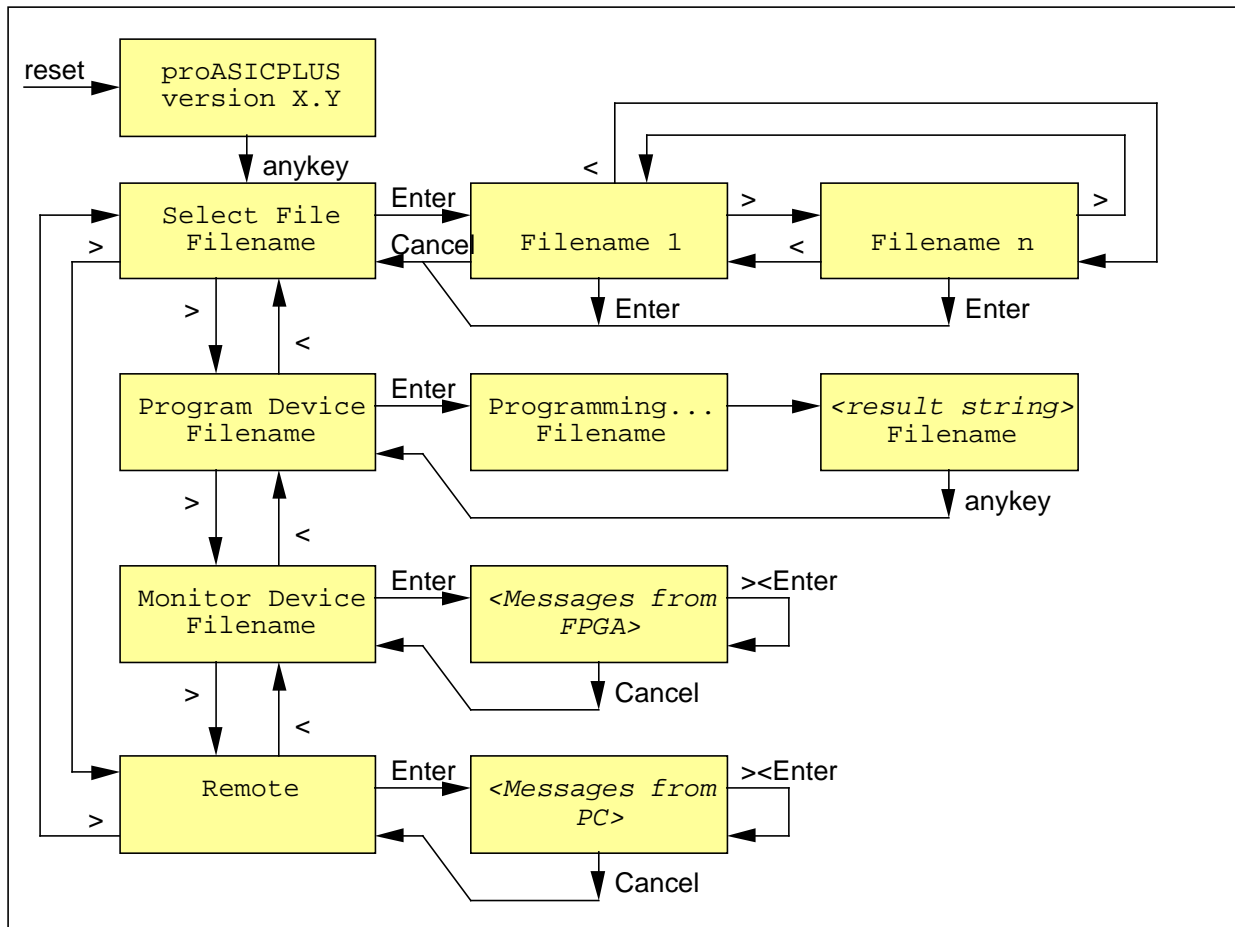 reset
proASICPLUS
version X.Y
anykey
<
>
Select File
Filename
Enter
Cancel
Filename 1
>
<
Filename n
>
Enter
Enter
>
<
Program Device
Filename
Enter
Programming...
Filename
<result string>
Filename
anykey
>
<
Monitor Device
Filename
Enter
<Messages from
FPGA>
><Enter
Cancel
>
<
Remote
>
Enter
<Messages from
PC>
><Enter
Cancel